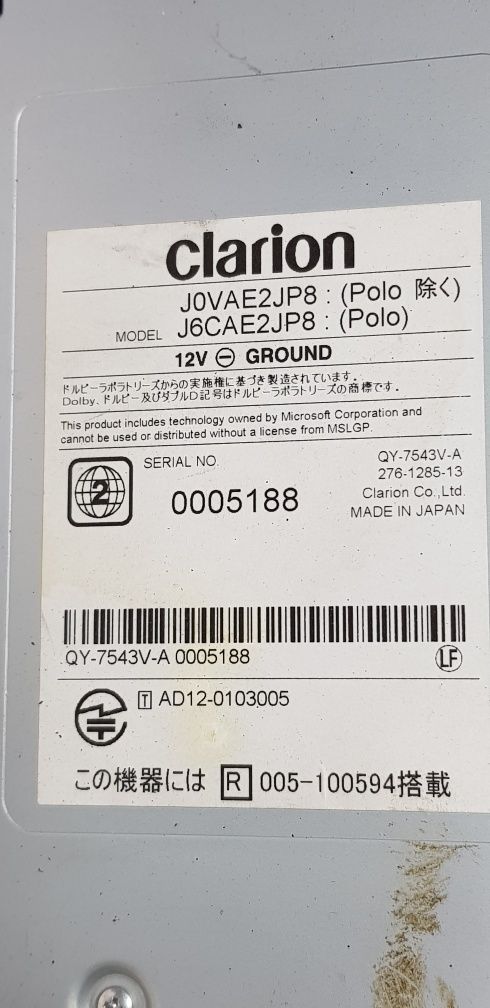 clarion
J0VAE2JP8 : (Polo 除く)
MODEL J6CAE2JP8 : (Polo)
12V ⊖ GROUND
ドルビーラボラトリーズからの実施権に基づき製造されています。
Dolby、ドルビー及びダブルD記号はドルビーラボラトリーズの商標です。
This product includes technology owned by Microsoft Corporation and
cannot be used or distributed without a license from MSLGP.
2
SERIAL NO.
0005188
QY-7543V-A
276-1285-13
Clarion Co.,Ltd.
MADE IN JAPAN
QY-7543V-A 0005188
LF
T AD12-0103005
この機器には R 005-100594搭載